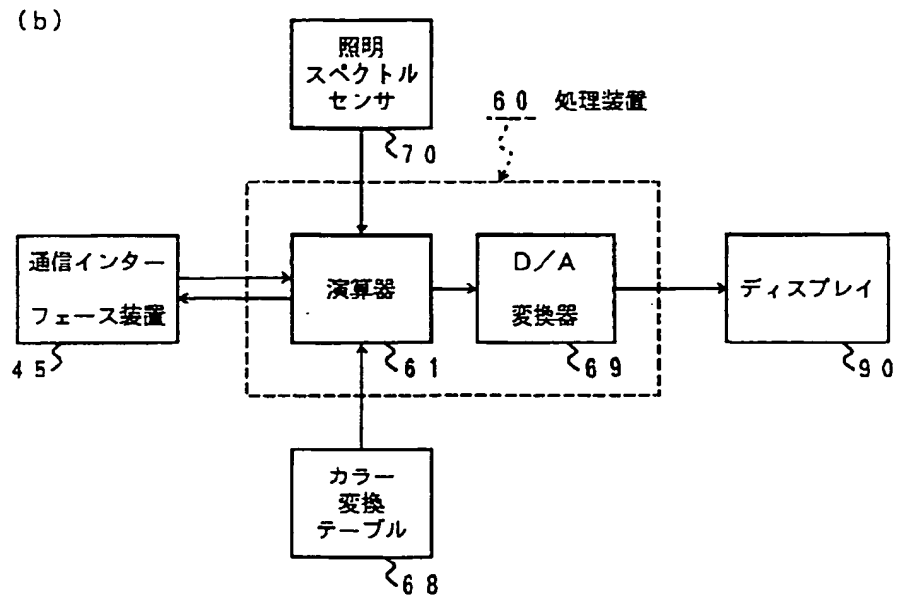 (b)
照明
スペクトル
センサ
70
60 処理装置
通信インター
フェース装置
45
演算器
61
D/A
変換器
69
ディスプレイ
90
カラー
変換
テーブル
68